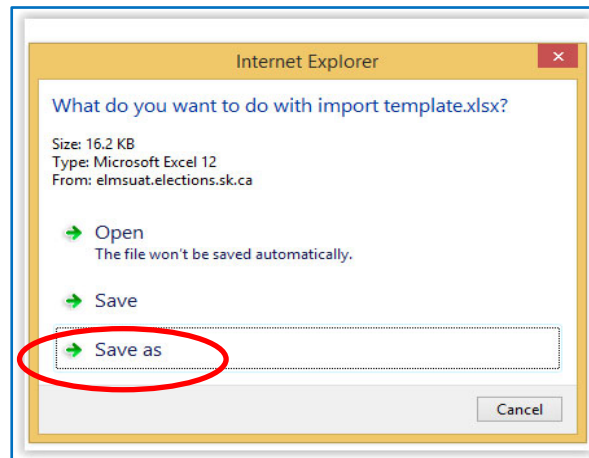 Internet Explorer
What do you want to do with import template.xlsx?
Size: 16.2 KB
Type: Microsoft Excel 12
From: elmsuat.elections.sk.ca
Open
The file won't be saved automatically.
Save
Save as
Cancel